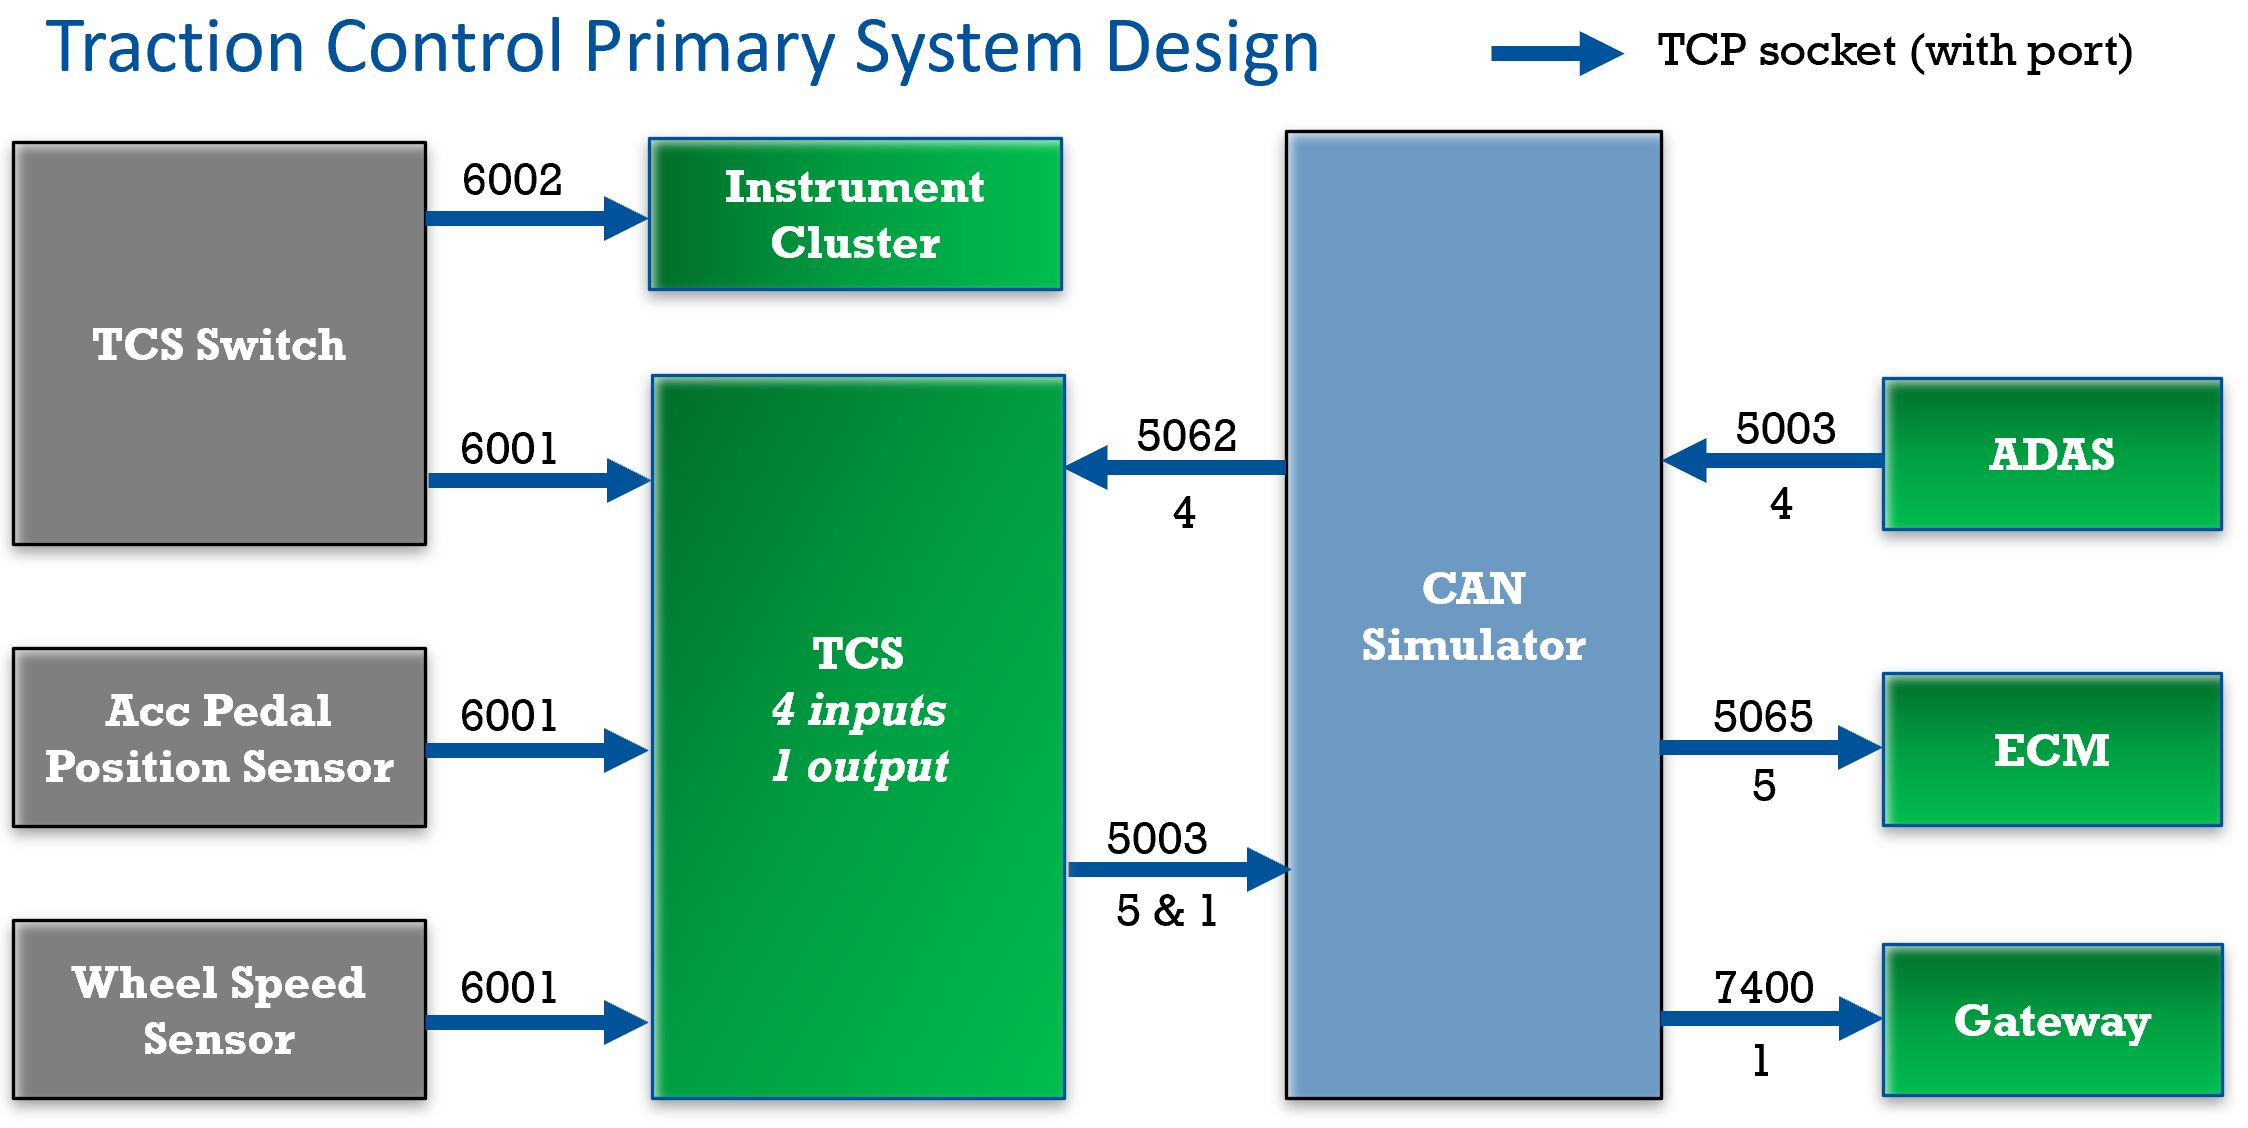 Traction Control Primary System Design
TCP socket (with port)
TCS Switch
6002
Instrument
Cluster
6001
TCS
4 inputs
1 output
5062
4
CAN
Simulator
5003
4
ADAS
Acc Pedal
Position Sensor
6001
5003
5 & 1
5065
5
ECM
Wheel Speed
Sensor
6001
7400
1
Gateway